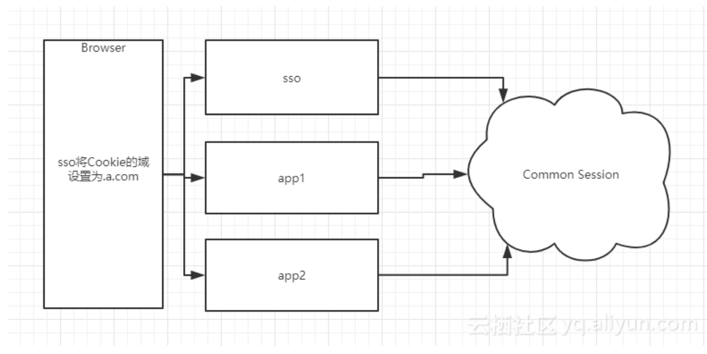 Browser
sso将Cookie的域
设置为.a.com
sso
app1
app2
Common Session
云栖社区 yq.aliyun.com